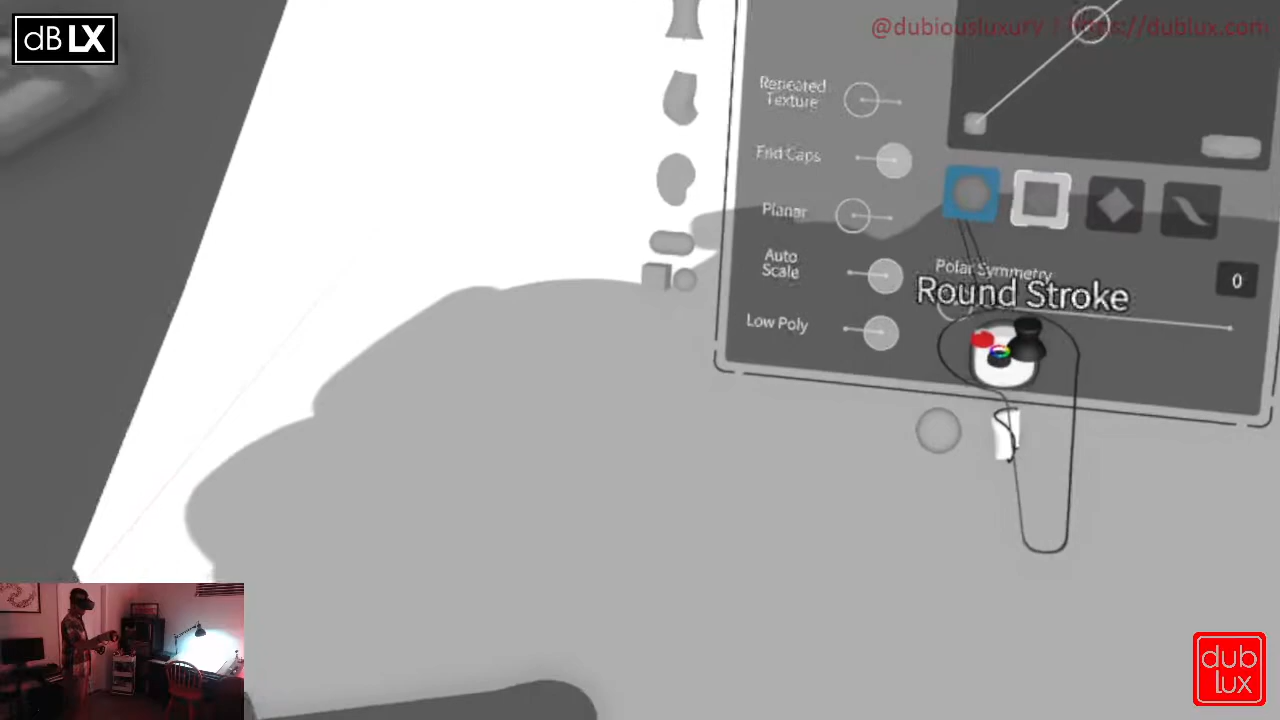 dB LX
@dubiousluxury | https://dublux.com
Repeated
Texture
End Caps
Planar
Auto
Scale
Low Poly
Polar Symmetry
0
Round Stroke
dub
lux